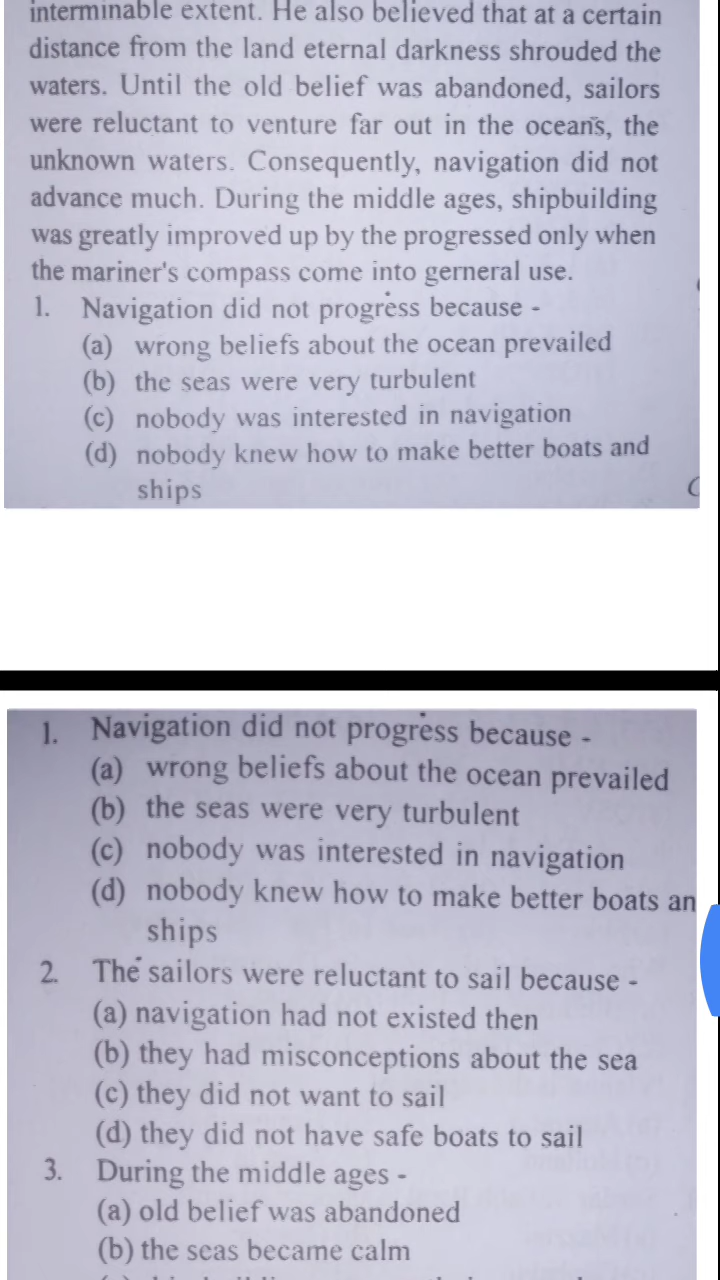 interminable extent. He also believed that at a certain
distance from the land eternal darkness shrouded the
waters. Until the old belief was abandoned, sailors
were reluctant to venture far out in the oceans, the
unknown waters. Consequently, navigation did not
advance much. During the middle ages, shipbuilding
was greatly improved up by the progressed only when
the mariner's compass come into gerneral use.
1. Navigation did not progress because -
(a) wrong beliefs about the ocean prevailed
(b) the seas were very turbulent
(c) nobody was interested in navigation
(d) nobody knew how to make better boats and
ships
1. Navigation did not progress because -
(a) wrong beliefs about the ocean prevailed
(b) the seas were very turbulent
(c) nobody was interested in navigation
(d) nobody knew how to make better boats an
ships
2. The sailors were reluctant to sail because -
(a) navigation had not existed then
(b) they had misconceptions about the sea
(c) they did not want to sail
(d) they did not have safe boats to sail
3. During the middle ages -
(a) old belief was abandoned
(b) the seas became calm